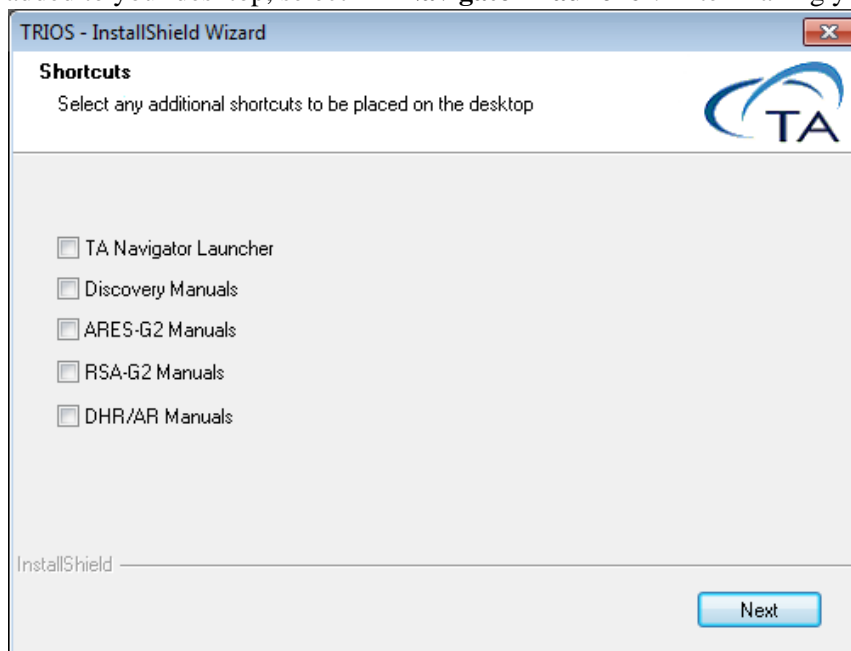 TRIOS - InstallShield Wizard
Shortcuts
Select any additional shortcuts to be placed on the desktop
TA
TA Navigator Launcher
Discovery Manuals
ARES-G2 Manuals
RSA-G2 Manuals
DHR/AR Manuals
InstallShield
Next